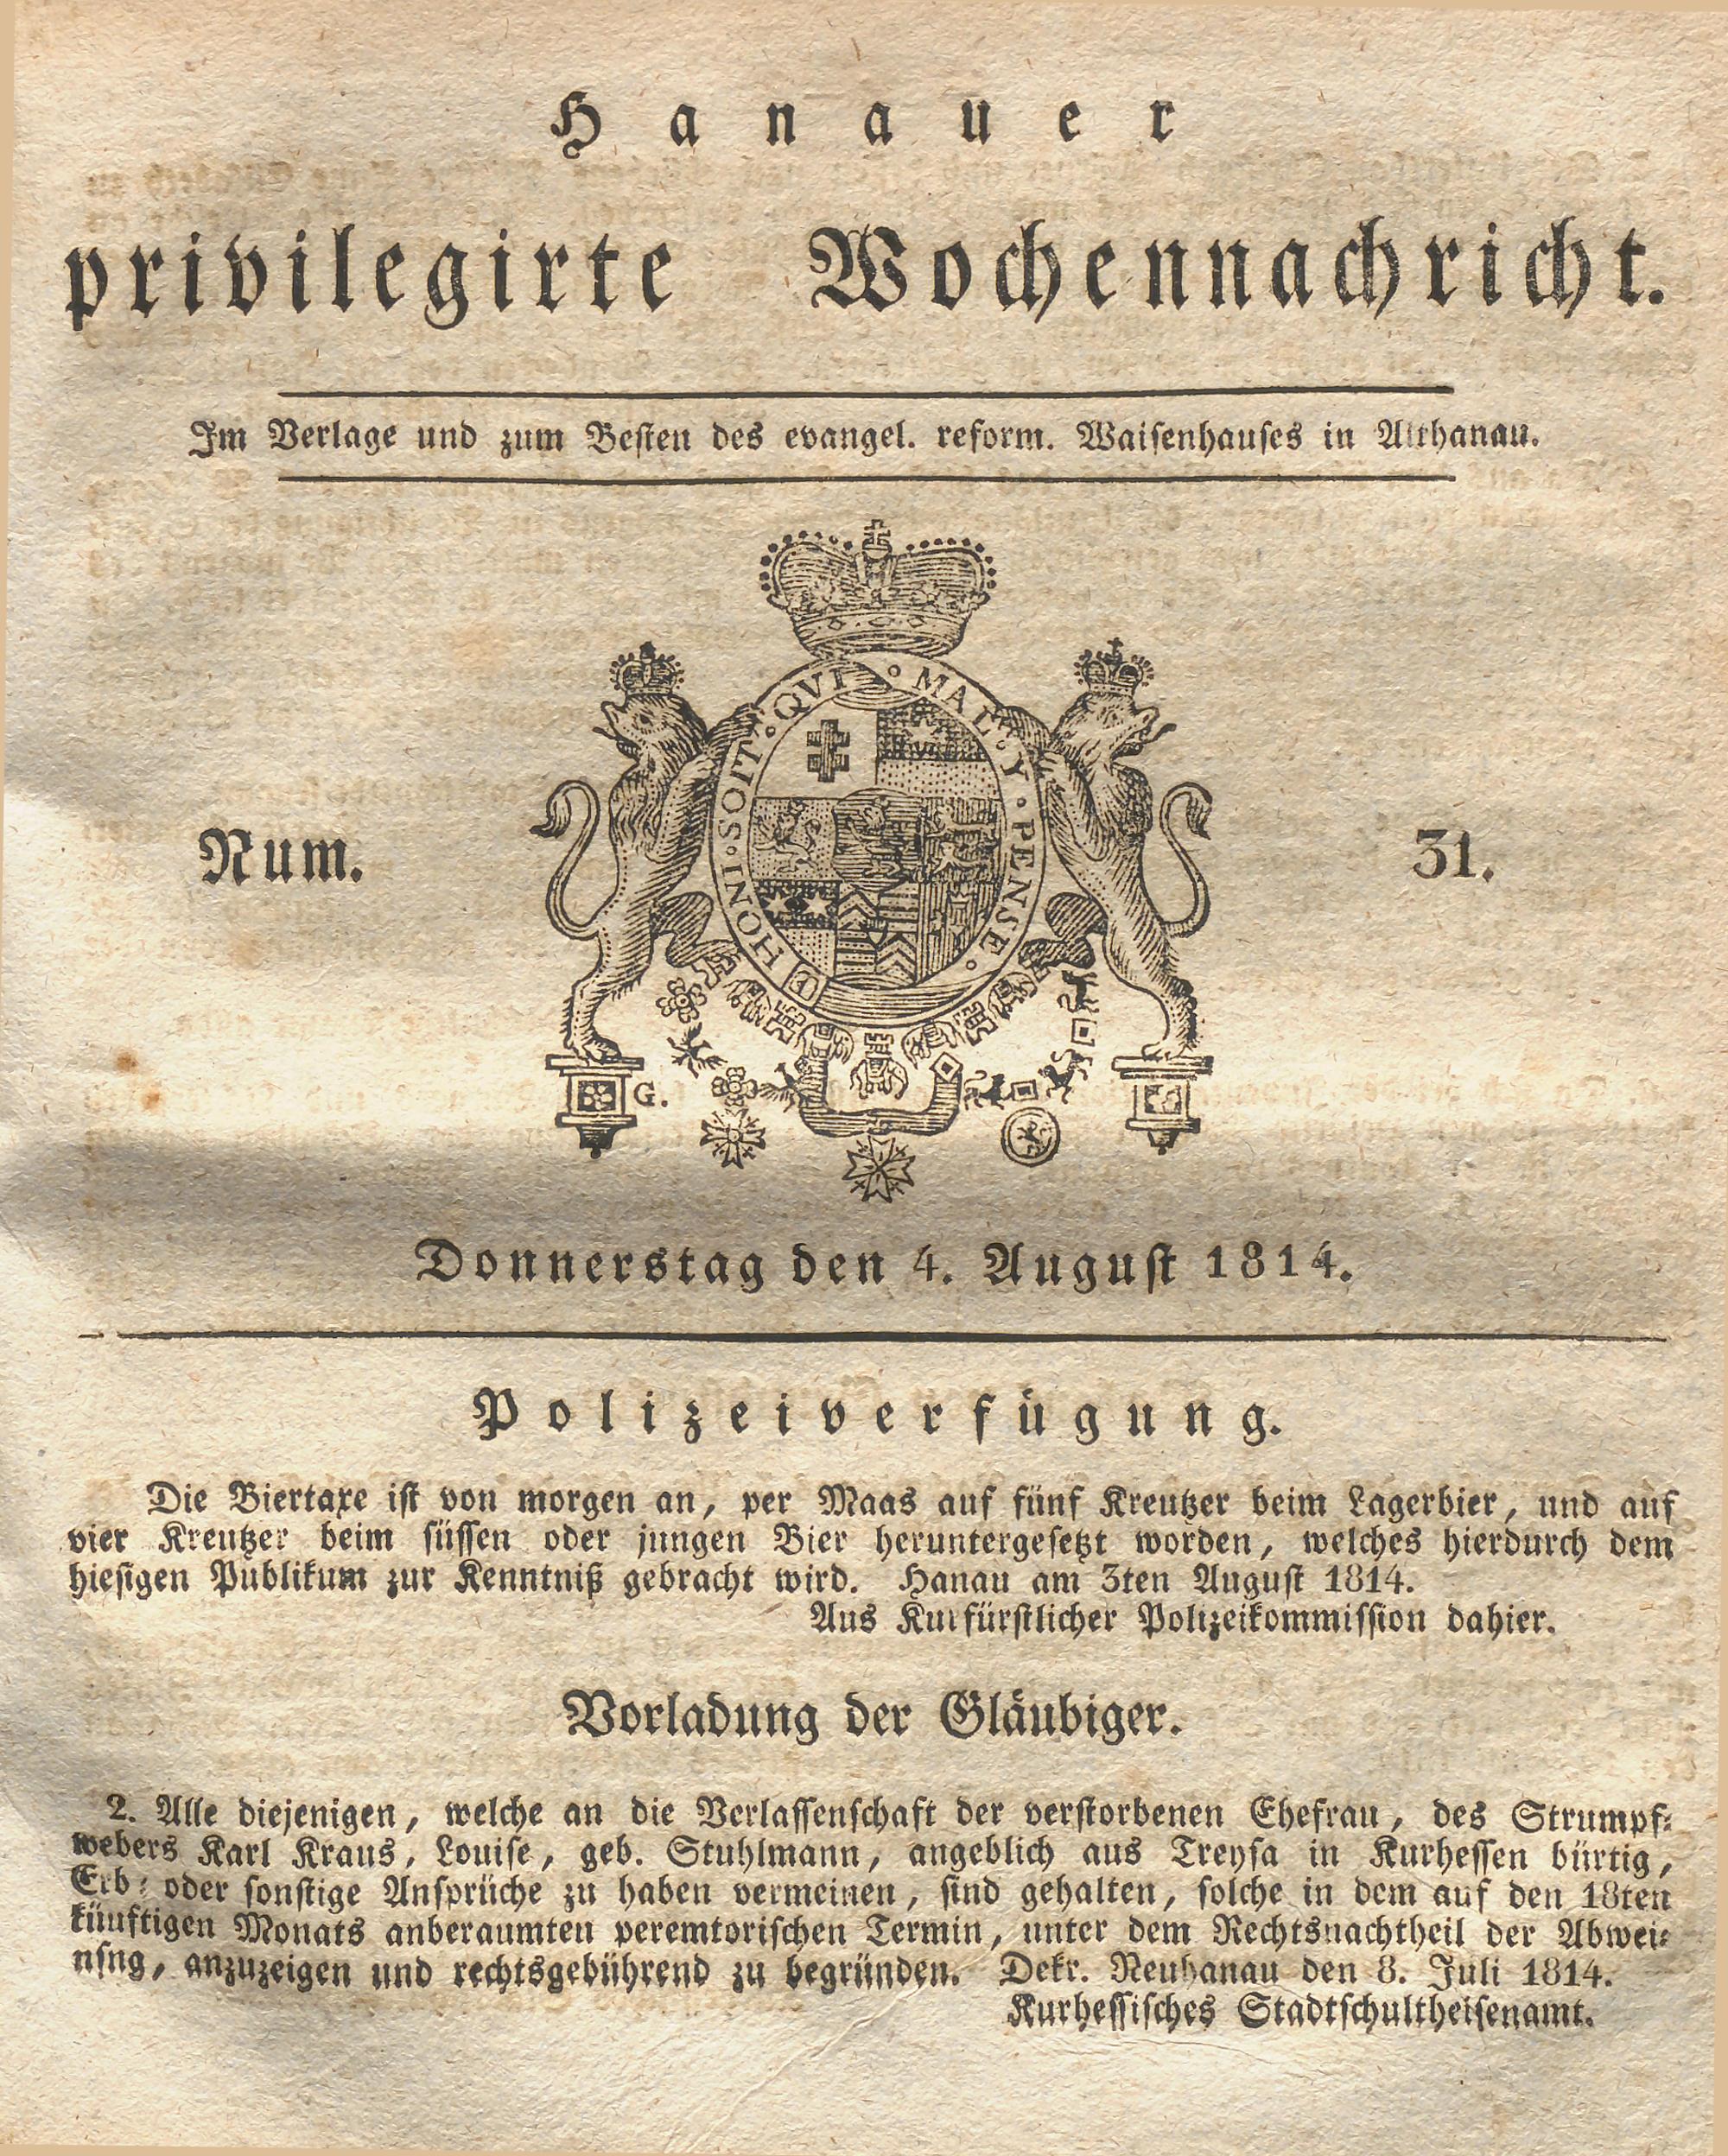 Hanauer
privilegirte Wochennachricht.
Im Verlage und zum Besten des evangel. reform. Waisenhauses in Althanau.
HONI · SOIT · QVI · MAL · Y · PENSE ·
Num.
31.
G.
Donnerstag den 4. August 1814.
Polizeiverfügung.
Die Biertaxe ist von morgen an, per Maas auf fünf Kreutzer beim Lagerbier, und auf
vier Kreutzer beim süssen oder jungen Bier heruntergesetzt worden, welches hierdurch dem
hiesigen Publikum zur Kenntniß gebracht wird. Hanau am 3ten August 1814.
Aus Kurfürstlicher Polizeikommission dahier.
Vorladung der Gläubiger.
2. Alle diejenigen, welche an die Verlassenschaft der verstorbenen Ehefrau, des Strumpf-
webers Karl Kraus, Louise, geb. Stuhlmann, angeblich aus Treysa in Kurhessen bürtig,
Erb- oder sonstige Ansprüche zu haben vermeinen, sind gehalten, solche in dem auf den 18ten
künftigen Monats anberaumten peremtorischen Termin, unter dem Rechtsnachtheil der Abwei-
nsng, anzuzeigen und rechtsgebührend zu begründen. Dekr. Neuhanau den 8. Juli 1814.
Kurhessisches Stadtschultheisenamt.